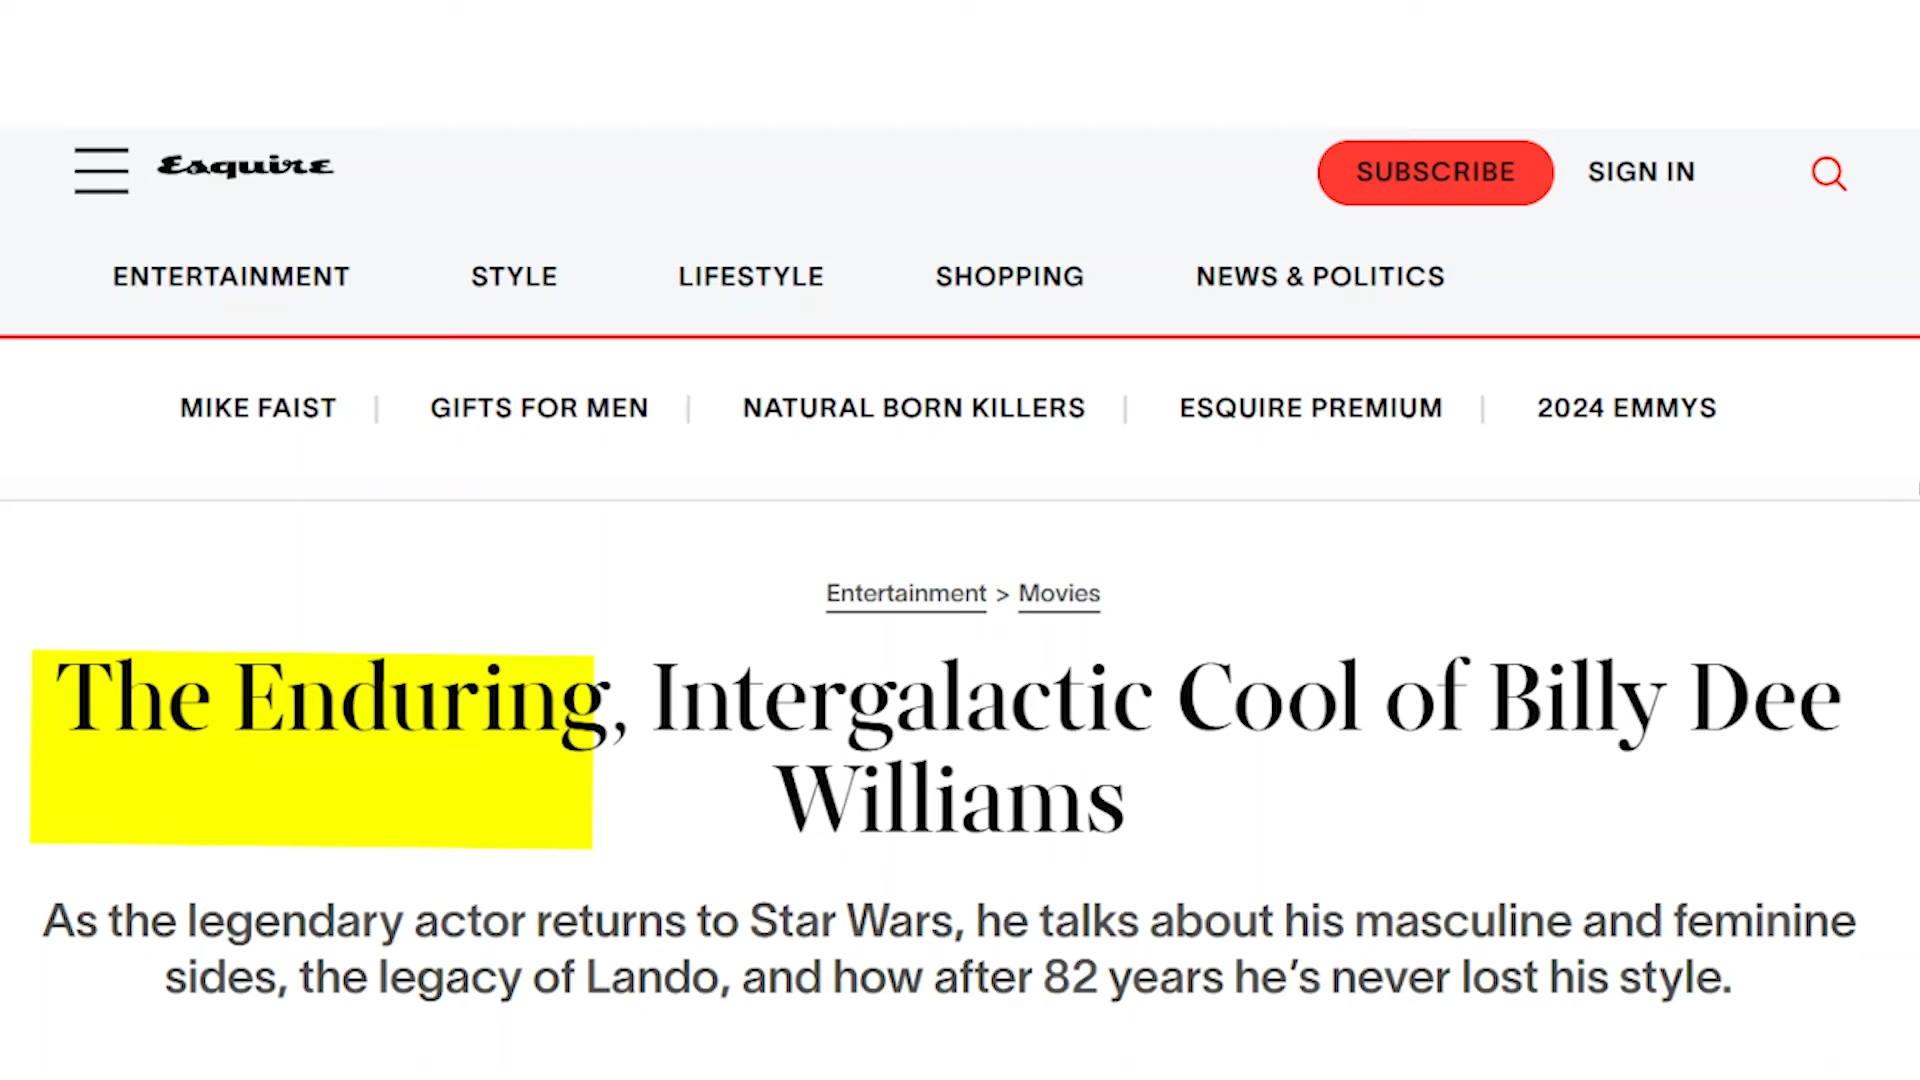 Esquire
SUBSCRIBE
SIGN IN
ENTERTAINMENT STYLE LIFESTYLE SHOPPING NEWS & POLITICS
MIKE FAIST | GIFTS FOR MEN | NATURAL BORN KILLERS | ESQUIRE PREMIUM | 2024 EMMYS
Entertainment > Movies
The Enduring, Intergalactic Cool of Billy Dee
Williams
As the legendary actor returns to Star Wars, he talks about his masculine and feminine
sides, the legacy of Lando, and how after 82 years he's never lost his style.